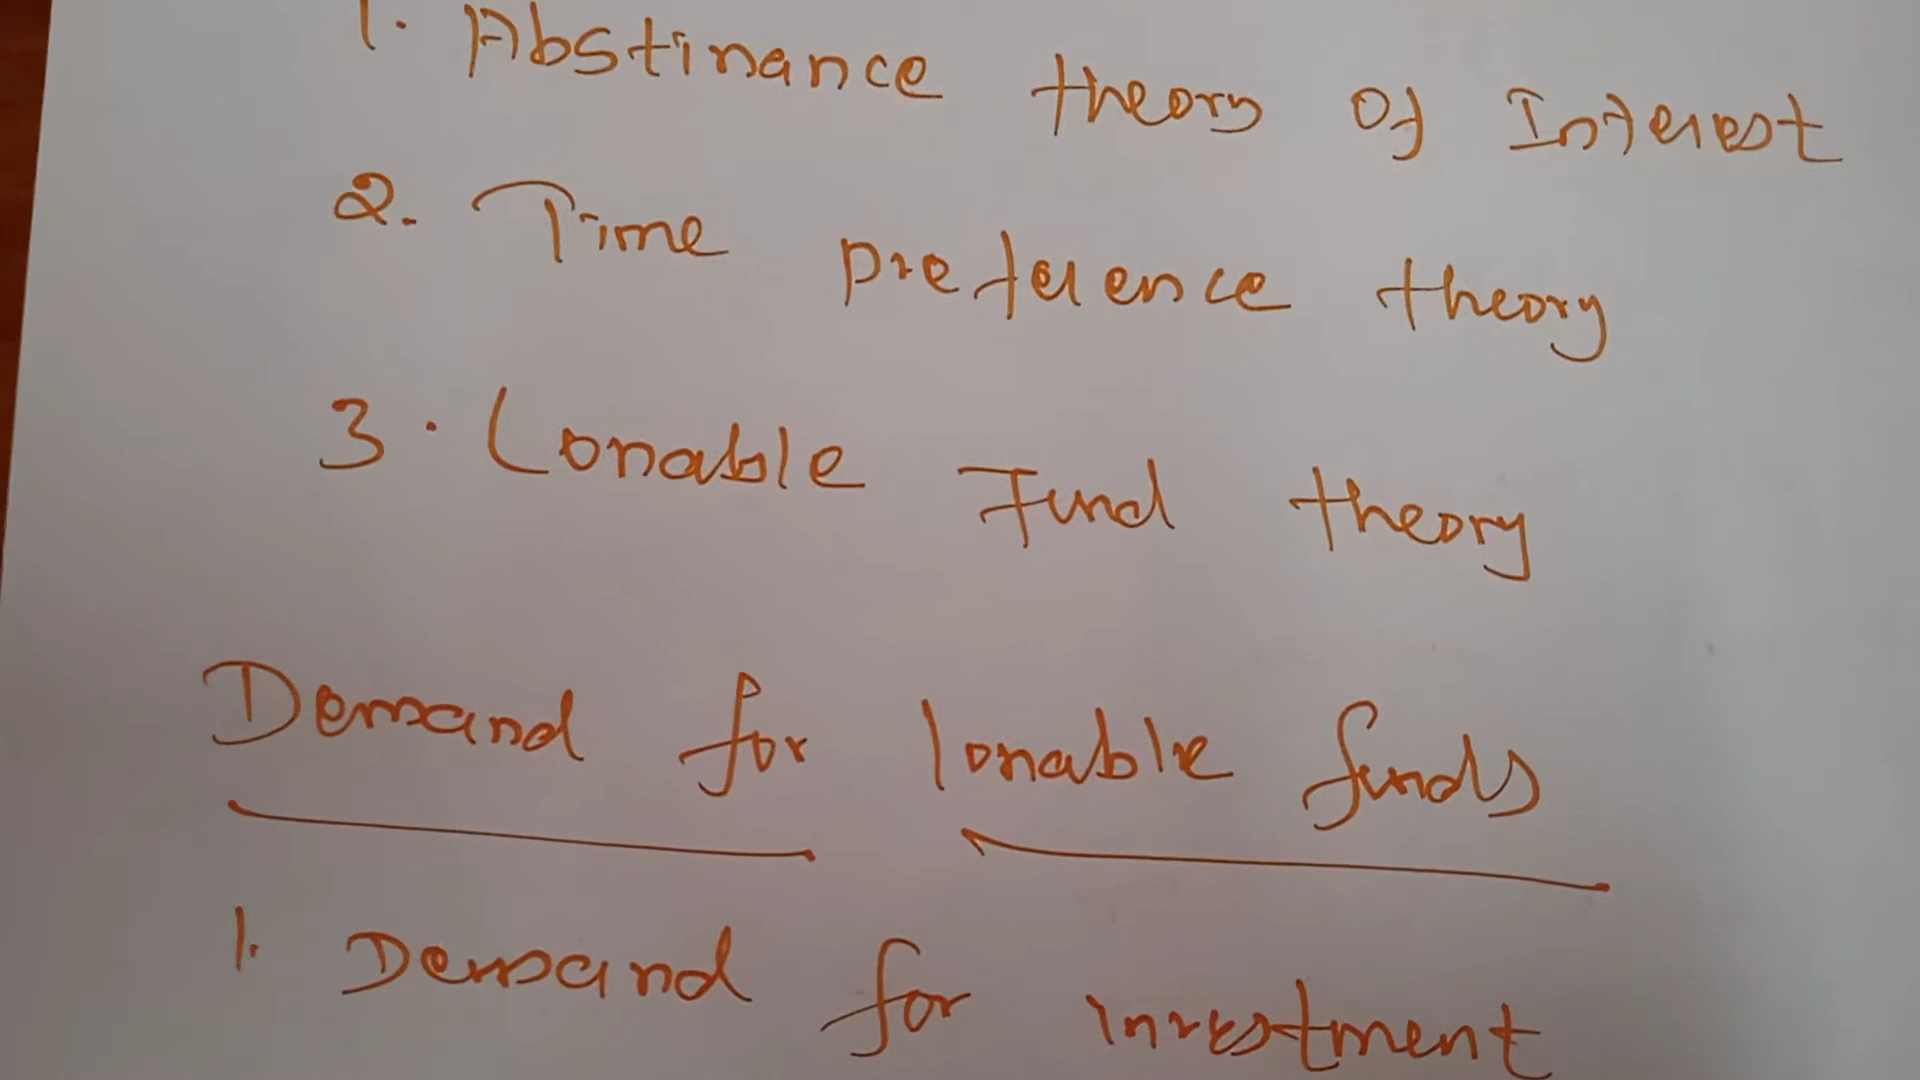 1. Abstinance theory of Interest
2. Time preference theory
3. Lonable Fund theory
Demand for lonable funds
1. Demand for investment